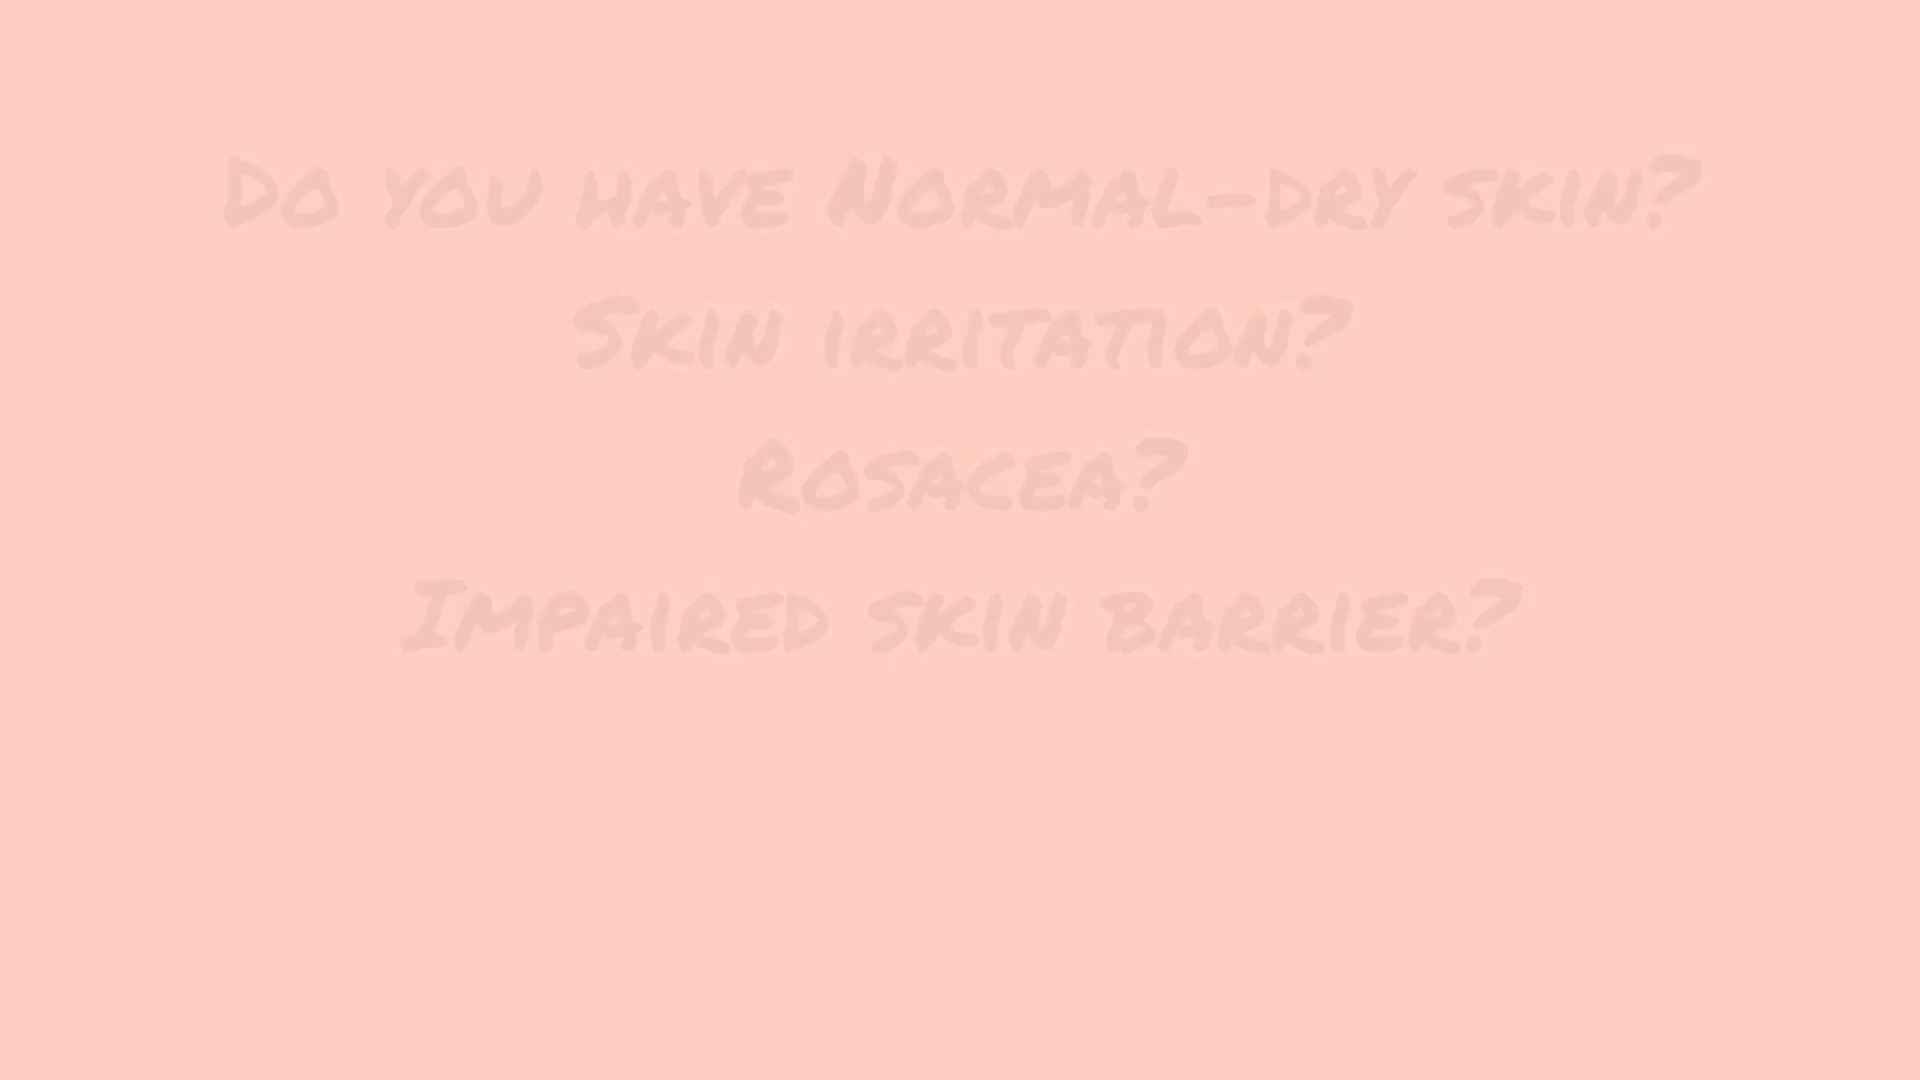 Do you have Normal-dry skin?
Skin irritation?
Rosacea?
Impaired skin barrier?